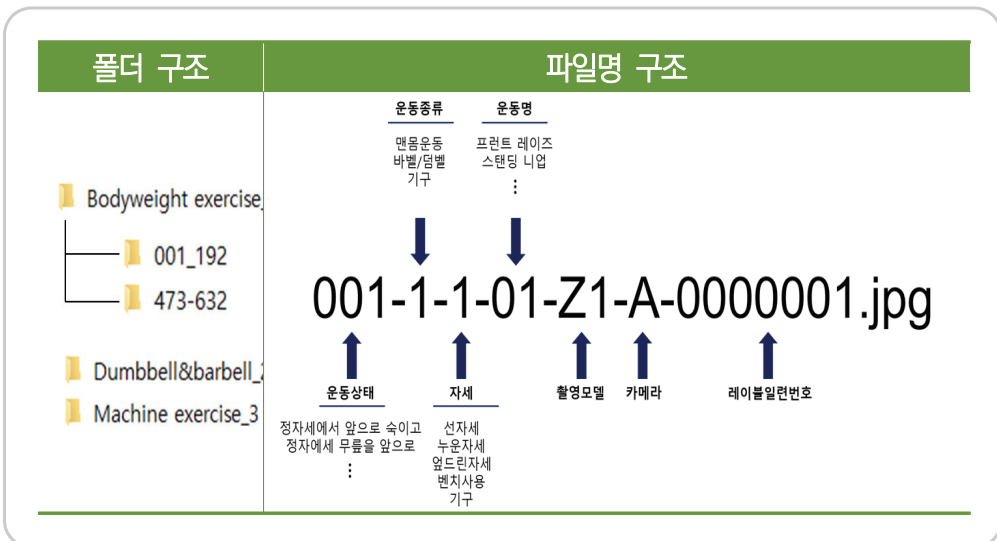 폴더 구조
파일명 구조
Bodyweight exercise_
001_192
473-632
Dumbbell&barbell_2
Machine exercise_3
운동종류
맨몸운동
바벨/덤벨
기구
운동명
프런트 레이즈
스탠딩 니업
⋮
001-1-1-01-Z1-A-0000001.jpg
운동상태
정자세에서 앞으로 숙이고
정자에세 무릎을 앞으로
⋮
자세
선자세
누운자세
엎드린자세
벤치사용
기구
촬영모델
카메라
레이블일련번호